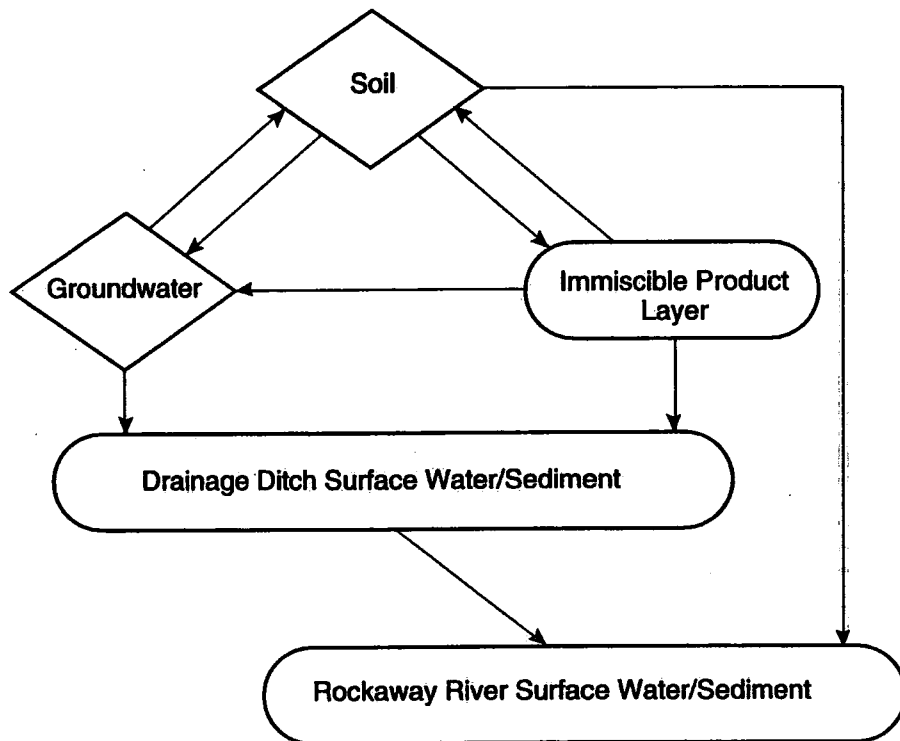 Soil
Groundwater
Immiscible Product
Layer
Drainage Ditch Surface Water/Sediment
Rockaway River Surface Water/Sediment